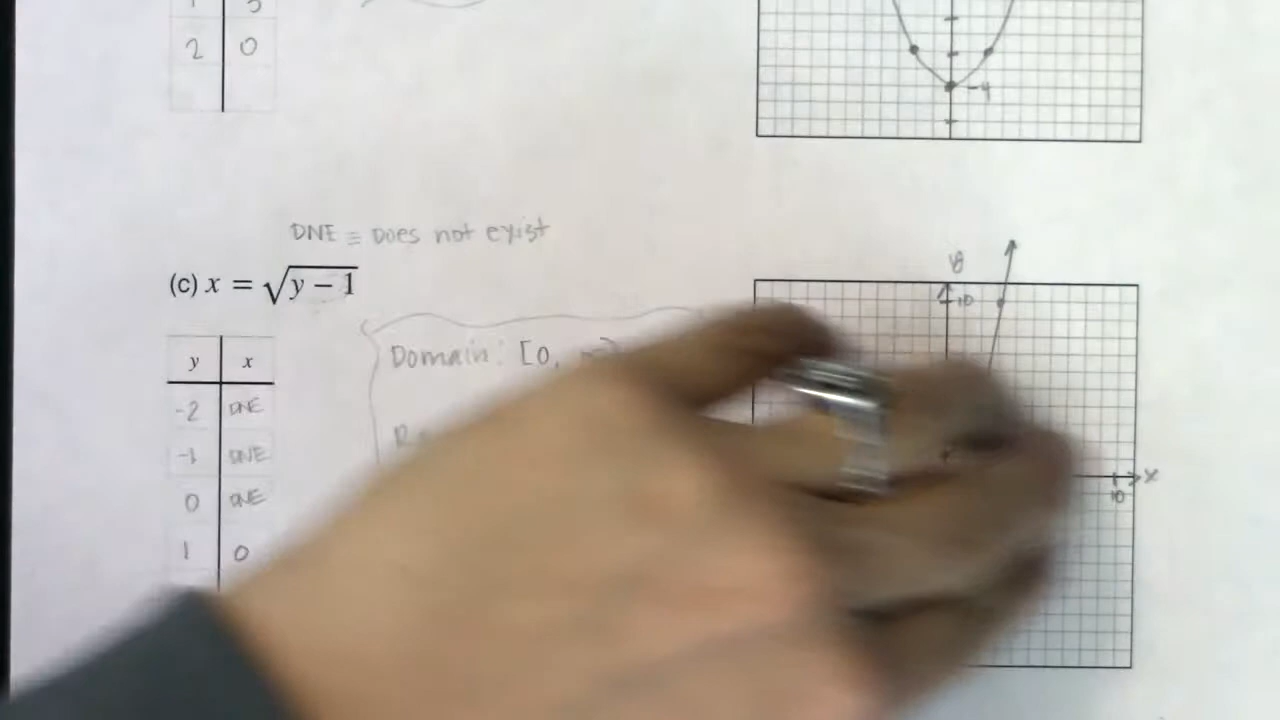 2 0
-4
DNE ≡ Does not exist
(c) x = √(y − 1)
y x
-2 DNE
-1 DNE
0 DNE
1 0
Domain: [0,
y
10
10
x